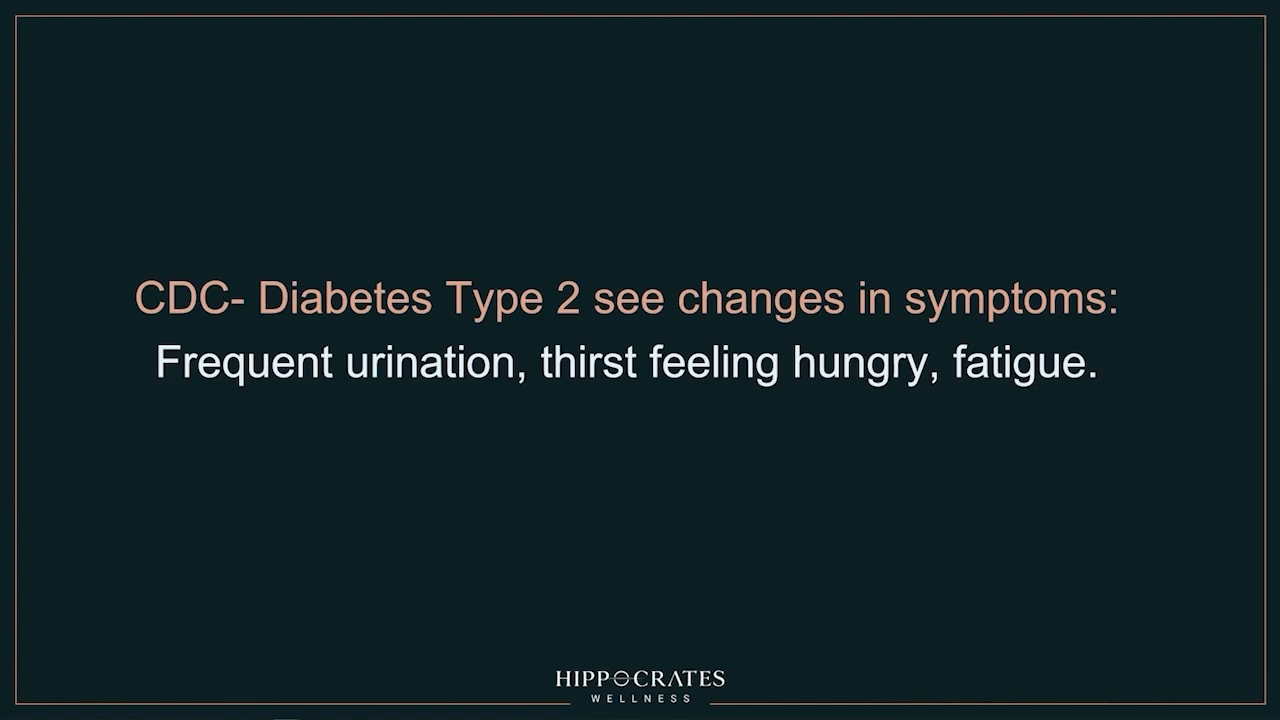 CDC- Diabetes Type 2 see changes in symptoms:
Frequent urination, thirst feeling hungry, fatigue.
HIPPOCRATES
WELLNESS